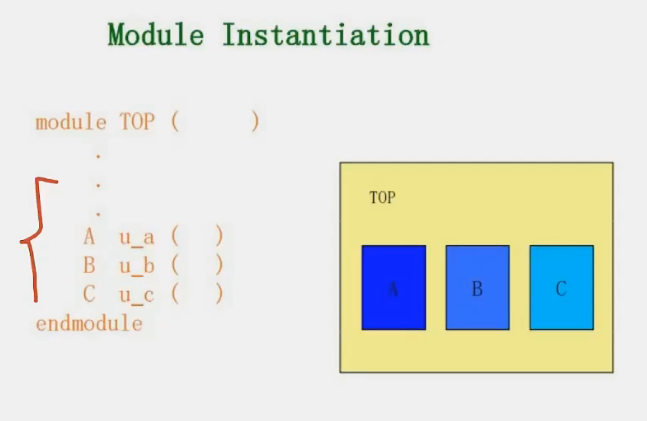 Module Instantiation
module TOP ( )
.
.
.
A u_a ( )
B u_b ( )
C u_c ( )
endmodule
TOP
A B C